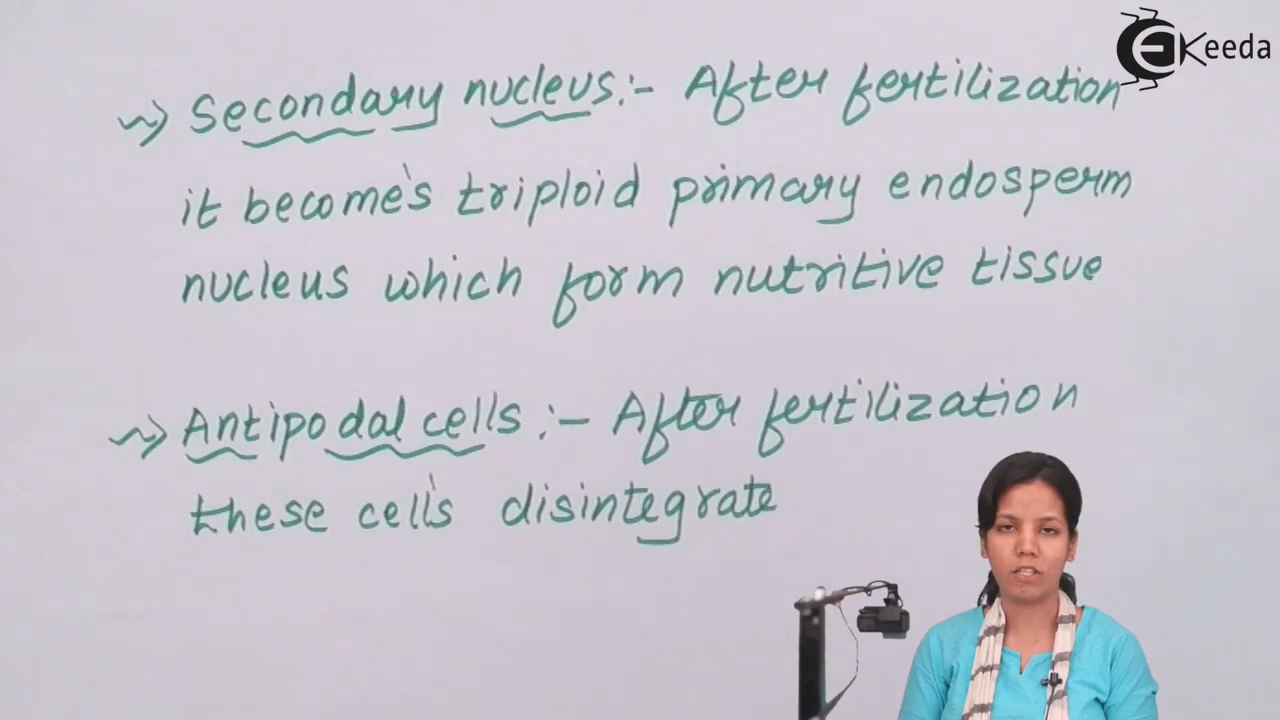 Ekeeda
~> Secondary nucleus:- After fertilization
it become's triploid primary endosperm
nucleus which form nutritive tissue
~> Antipodal cells :- After fertilization
these cell's disintegrate